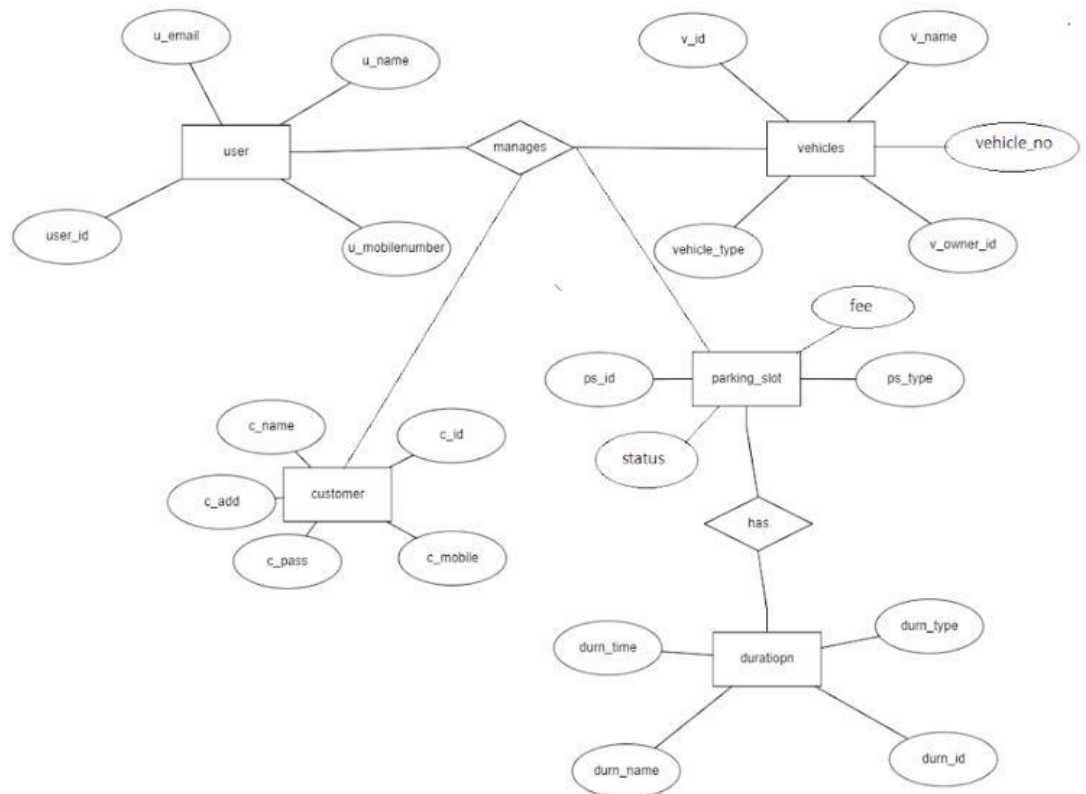 u_email
u_name
user
manages
user_id
u_mobilenumber
v_id
v_name
vehicles
vehicle_no
vehicle_type
v_owner_id
fee
ps_id
parking_slot
ps_type
status
c_name
c_id
c_add
customer
c_pass
c_mobile
has
durn_time
duratiopn
durn_type
durn_name
durn_id